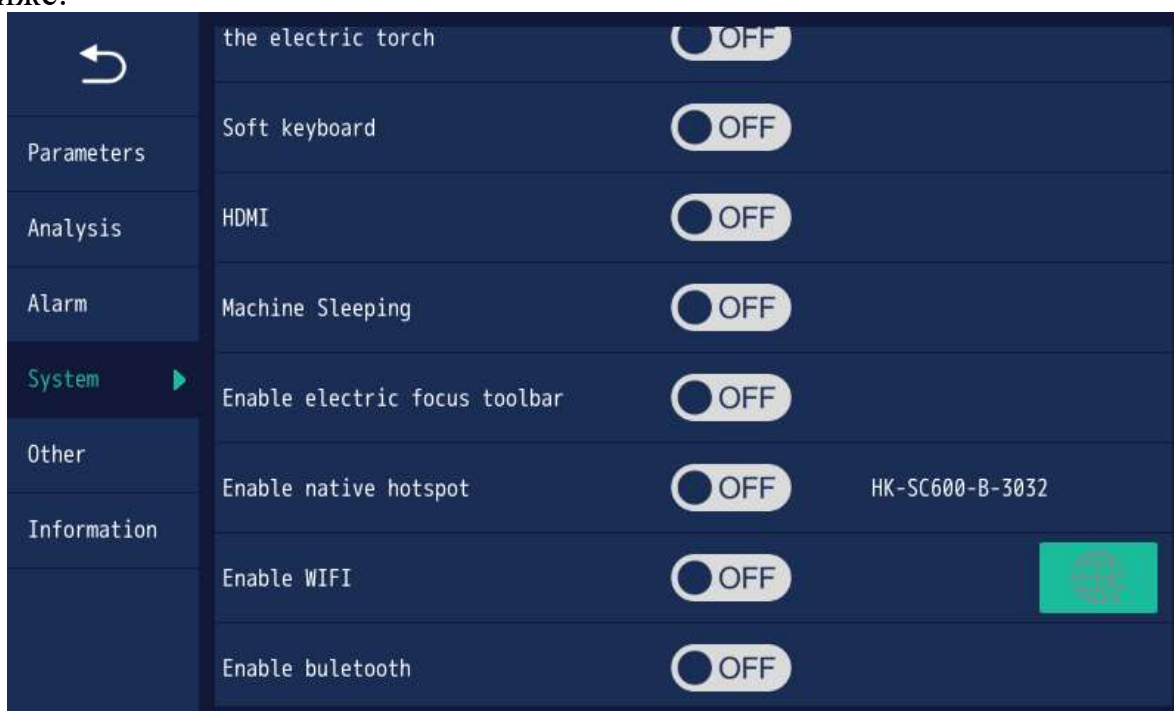 the electric torch OFF
Soft keyboard OFF
Parameters
HDMI OFF
Analysis
Machine Sleeping OFF
Alarm
System
Enable electric focus toolbar OFF
Other
Enable native hotspot OFF HK-SC600-B-3032
Information
Enable WIFI OFF
Enable buletooth OFF